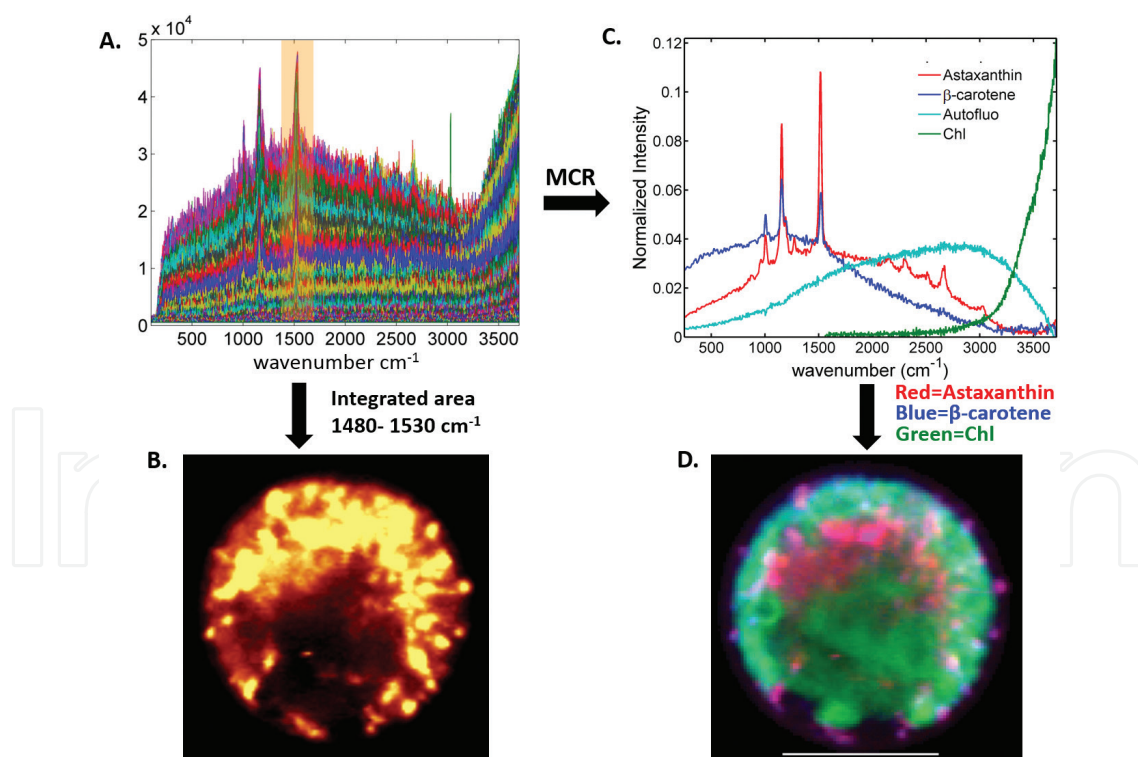 A.
x 10⁴
5
4
3
2
1
0
500 1000 1500 2000 2500 3000 3500
wavenumber cm⁻¹
MCR
C.
0.12
0.1
0.08
0.06
0.04
0.02
0
Normalized Intensity
Astaxanthin
β-carotene
Autofluo
Chl
500 1000 1500 2000 2500 3000 3500
wavenumber (cm⁻¹)
Integrated area
1480- 1530 cm⁻¹
Red=Astaxanthin
Blue=β-carotene
Green=Chl
B.
D.